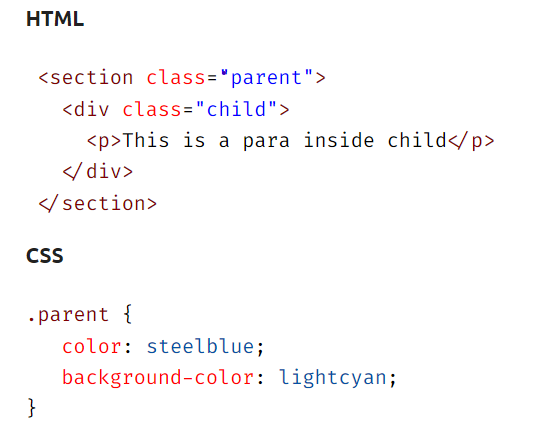 HTML
<section class="parent">
<div class="child">
<p>This is a para inside child</p>
</div>
</section>
CSS
.parent {
color: steelblue;
background-color: lightcyan;
}